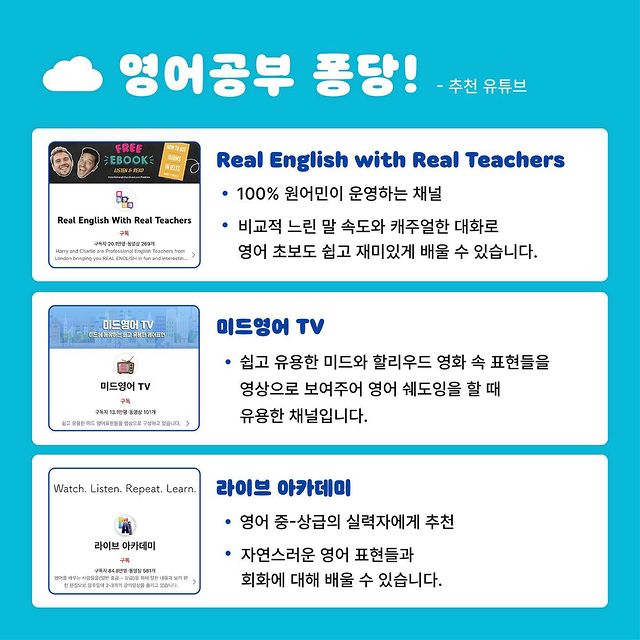 영어공부 퐁당!
- 추천 유튜브
FREE
EBOOK
LISTEN & READ
Real English With Real Teachers
구독
구독자 20.1만명·동영상 269개
Harry and Charlie are Professional English Teachers from
London bringing you REAL ENGLISH in fun and interestin...
Real English with Real Teachers
• 100% 원어민이 운영하는 채널
• 비교적 느린 말 속도와 캐주얼한 대화로
영어 초보도 쉽고 재미있게 배울 수 있습니다.
미드영어 TV
미드영어 TV
구독
구독자 13.1만명·동영상 101개
쉽고 유용한 미드 영어표현들을 영상으로 구성하고 있습니다.
미드영어 TV
• 쉽고 유용한 미드와 할리우드 영화 속 표현들을
영상으로 보여주어 영어 쉐도잉을 할 때
유용한 채널입니다.
Watch. Listen. Repeat. Learn.
라이브 아카데미
구독
구독자 84.8만명·동영상 581개
라이브 아카데미
• 영어 중-상급의 실력자에게 추천
• 자연스러운 영어 표현들과
회화에 대해 배울 수 있습니다.